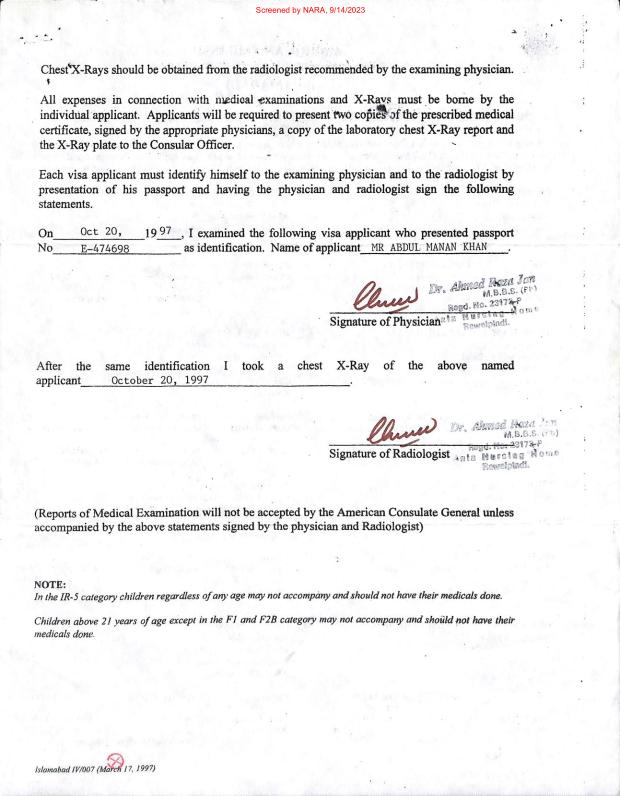 Screened by NARA, 9/14/2023
Chest X-Rays should be obtained from the radiologist recommended by the examining physician.
All expenses in connection with medical examinations and X-Rays must be borne by the
individual applicant. Applicants will be required to present two copies of the prescribed medical
certificate, signed by the appropriate physicians, a copy of the laboratory chest X-Ray report and
the X-Ray plate to the Consular Officer.
Each visa applicant must identify himself to the examining physician and to the radiologist by
presentation of his passport and having the physician and radiologist sign the following
statements.
On Oct 20, 1997, I examined the following visa applicant who presented passport
No E-474698 as identification. Name of applicant MR ABDUL MANAN KHAN.
Dr. Ahmed Raza Jan
M.B.B.S. (Pb)
Regd. No. 23173-P
Signature of Physician Nursing Home
Rawalpindi.
After the same identification I took a chest X-Ray of the above named
applicant October 20, 1997.
Dr. Ahmed Raza Jan
M.B.B.S. (Pb)
Regd. No. 23173-P
Signature of Radiologist Nursing Home
Rawalpindi.
(Reports of Medical Examination will not be accepted by the American Consulate General unless
accompanied by the above statements signed by the physician and Radiologist)
NOTE:
In the IR-5 category children regardless of any age may not accompany and should not have their medicals done.
Children above 21 years of age except in the F1 and F2B category may not accompany and should not have their
medicals done.
Islamabad IV/007 (March 17, 1997)